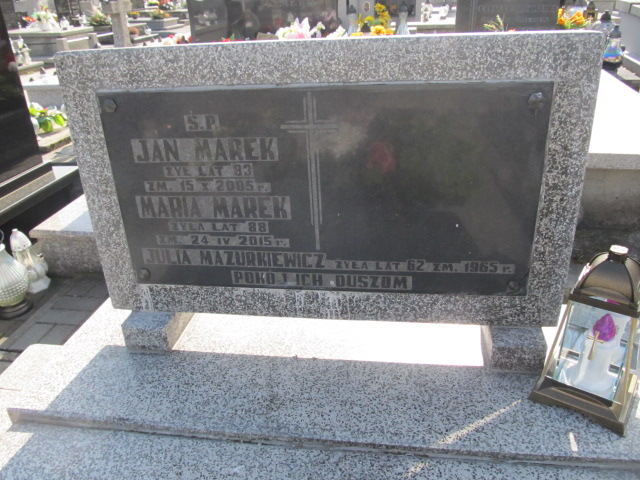 Ś.P.
JAN MAREK
ŻYŁ LAT 83
ZM. 15 X 2005 r.
MARIA MAREK
ŻYŁA LAT 88
ZM. 24 IV 2015 r.
JULIA MAZURKIEWICZ ŻYŁA LAT 62 ZM. 1965 r.
POKÓJ ICH DUSZOM